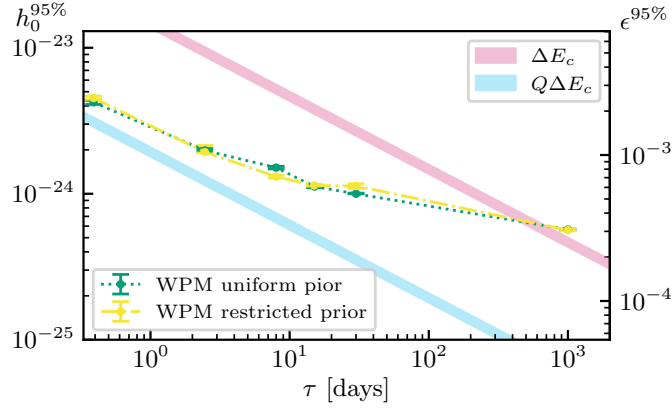 h_0^{95%}
ϵ^{95%}
10^{-23}
10^{-24}
10^{-25}
10^{-3}
10^{-4}
ΔE_c
QΔE_c
WPM uniform pior
WPM restricted prior
10^0 10^1 10^2 10^3
τ [days]